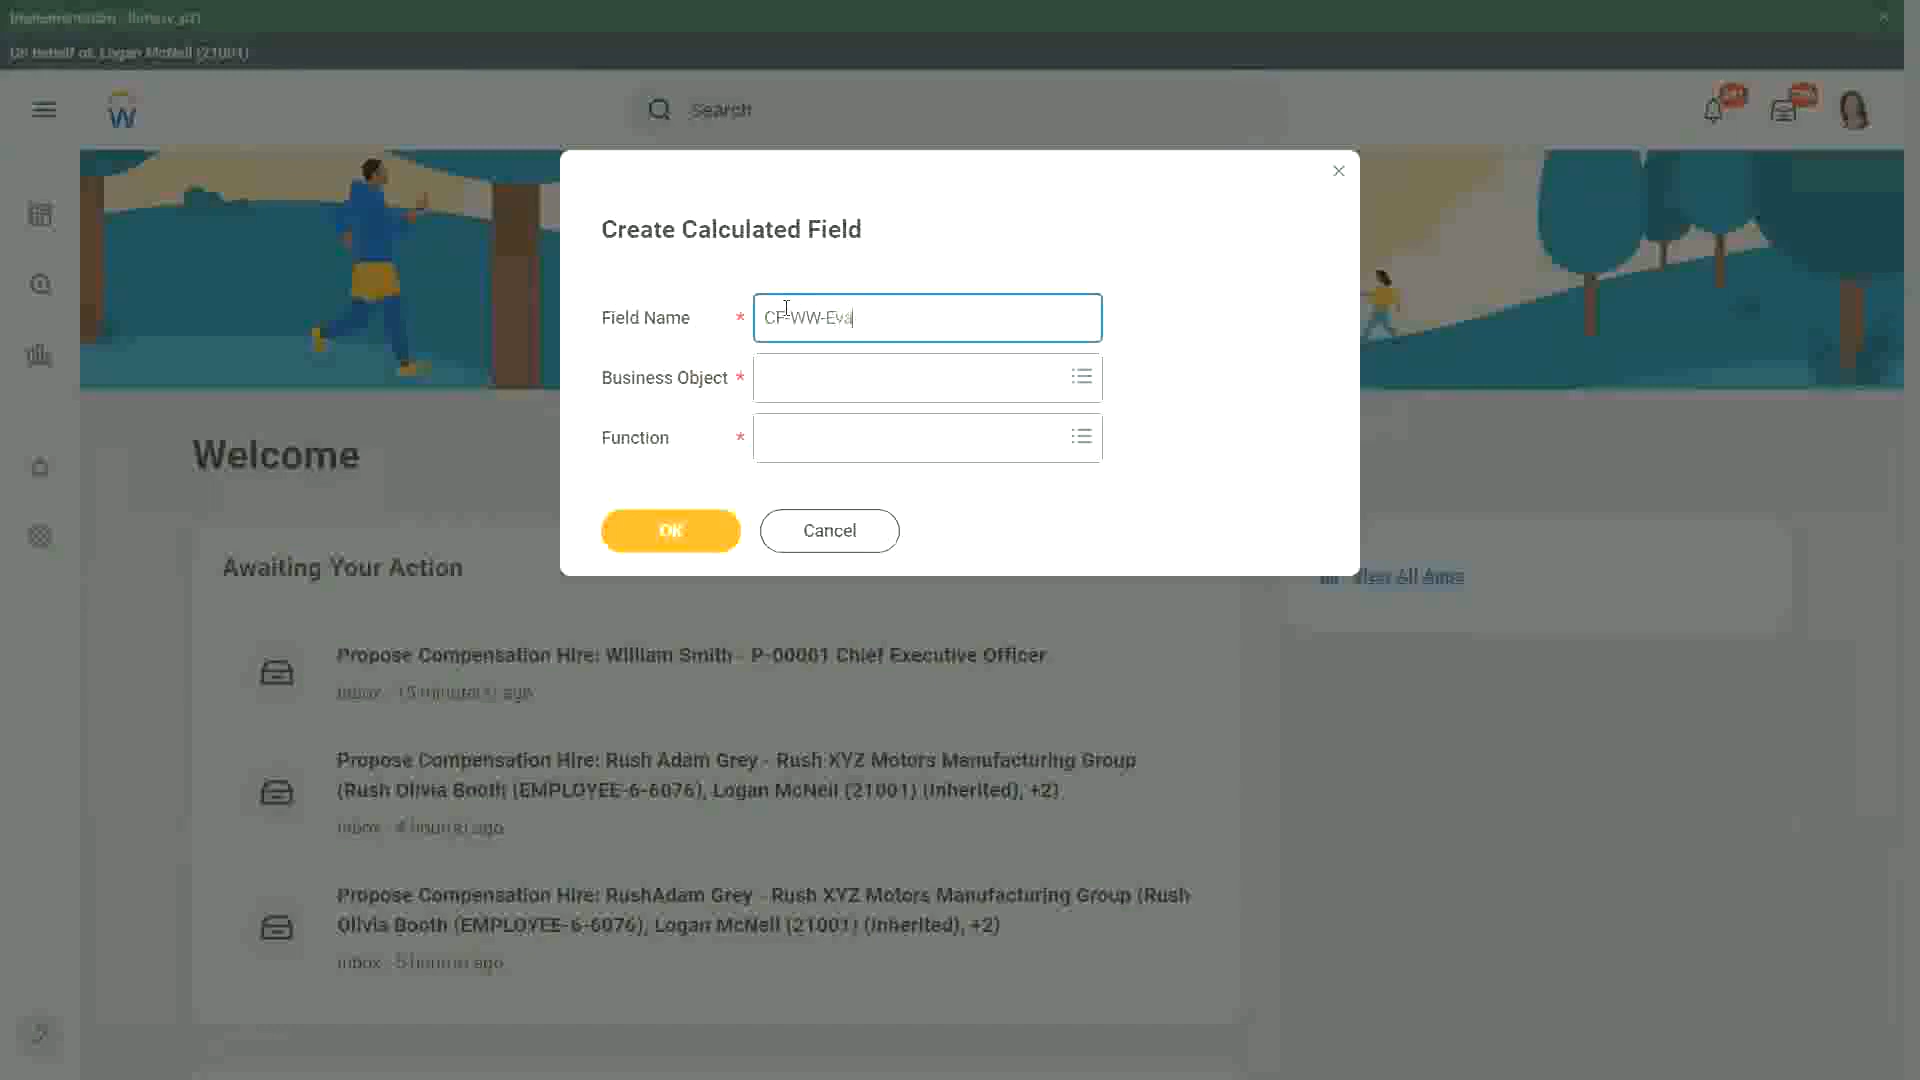 On behalf of: Logan McNeil (21001)
Search
Create Calculated Field
Field Name * CF-WW-Eva
Business Object *
Function *
OK
Cancel
Welcome
Awaiting Your Action
View All Apps
Propose Compensation Hire: William Smith - P-00001 Chief Executive Officer
Inbox - 15 minute(s) ago
Propose Compensation Hire: Rush Adam Grey - Rush XYZ Motors Manufacturing Group
(Rush Olivia Booth (EMPLOYEE-6-6076), Logan McNeil (21001) (Inherited), +2)
Inbox - 4 hour(s) ago
Propose Compensation Hire: RushAdam Grey - Rush XYZ Motors Manufacturing Group (Rush
Olivia Booth (EMPLOYEE-6-6076), Logan McNeil (21001) (Inherited), +2)
Inbox - 5 hour(s) ago